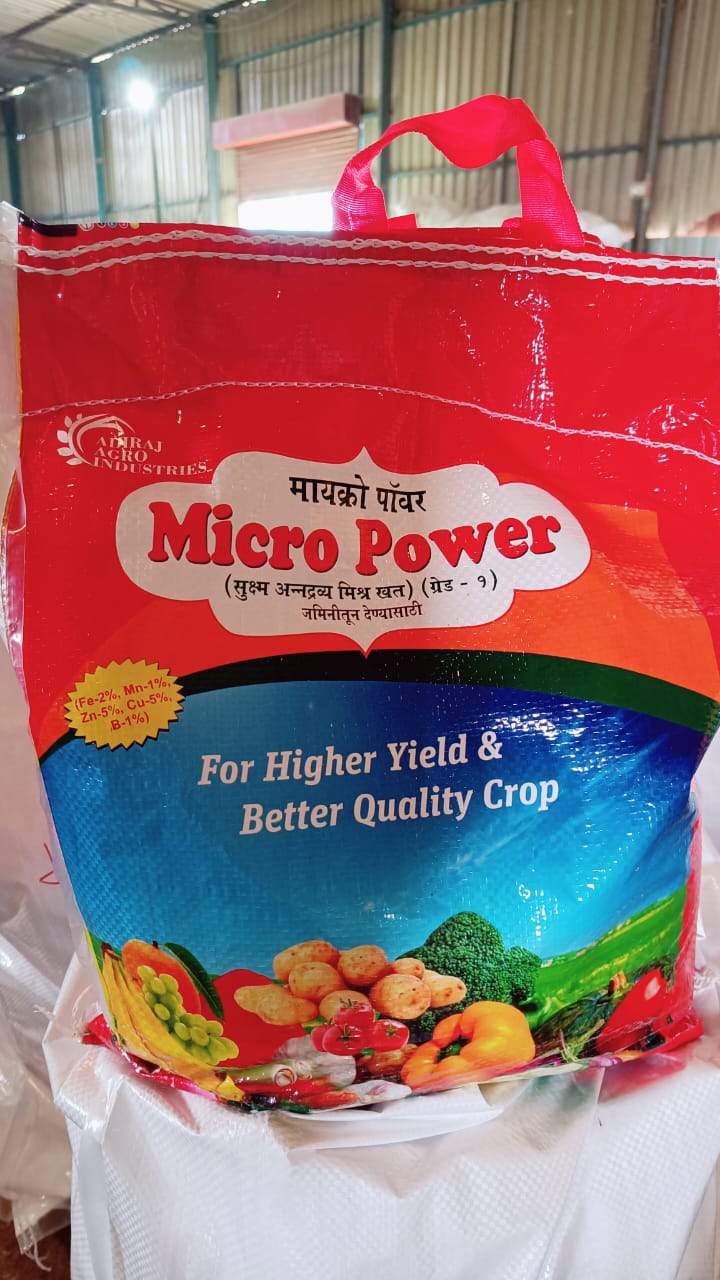 ADIRAJ
AGRO
INDUSTRIES
मायक्रो पॉवर
Micro Power
(सुक्ष्म अन्नद्रव्य मिश्र खत) (ग्रेड - १)
जमिनीतून देण्यासाठी
(Fe-2%, Mn-1%,
Zn-5%, Cu-5%,
B-1%)
For Higher Yield &
Better Quality Crop